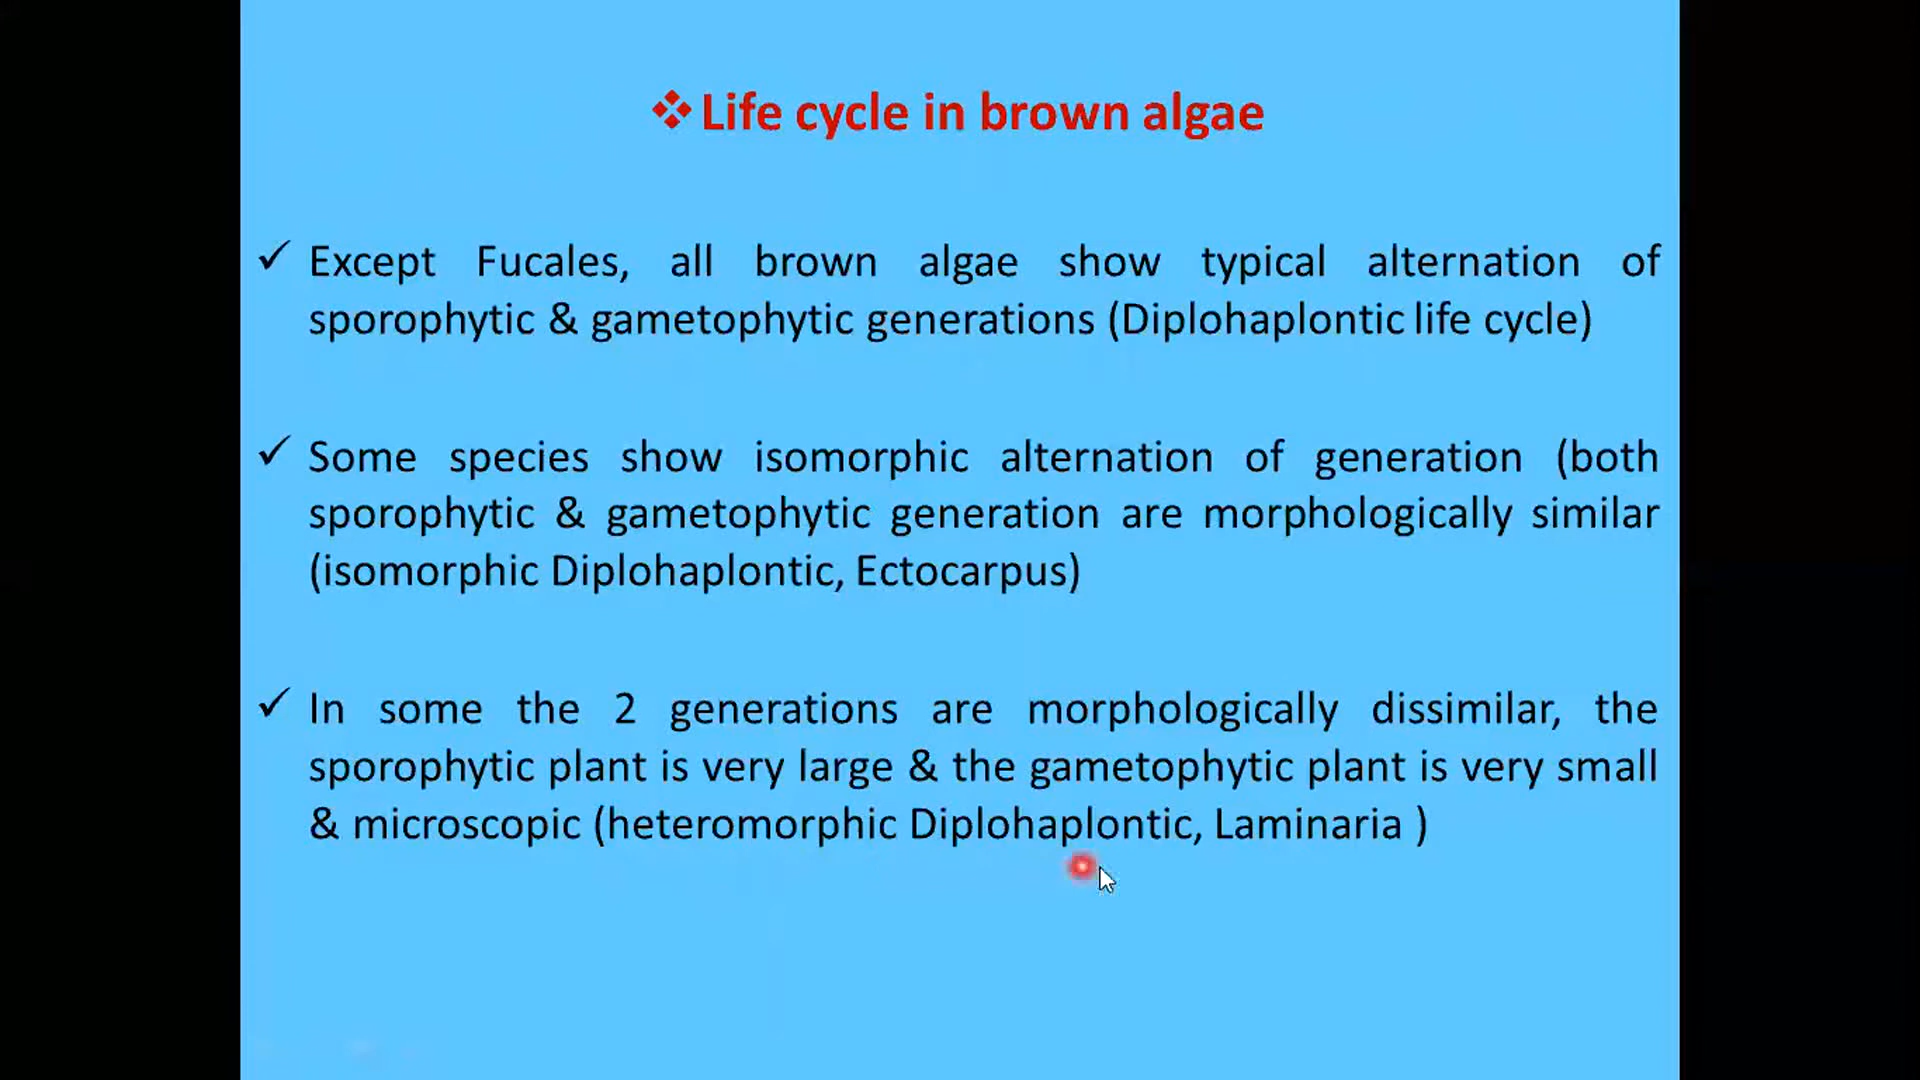 ❖Life cycle in brown algae
✓ Except Fucales, all brown algae show typical alternation of
sporophytic & gametophytic generations (Diplohaplontic life cycle)
✓ Some species show isomorphic alternation of generation (both
sporophytic & gametophytic generation are morphologically similar
(isomorphic Diplohaplontic, Ectocarpus)
✓ In some the 2 generations are morphologically dissimilar, the
sporophytic plant is very large & the gametophytic plant is very small
& microscopic (heteromorphic Diplohaplontic, Laminaria )